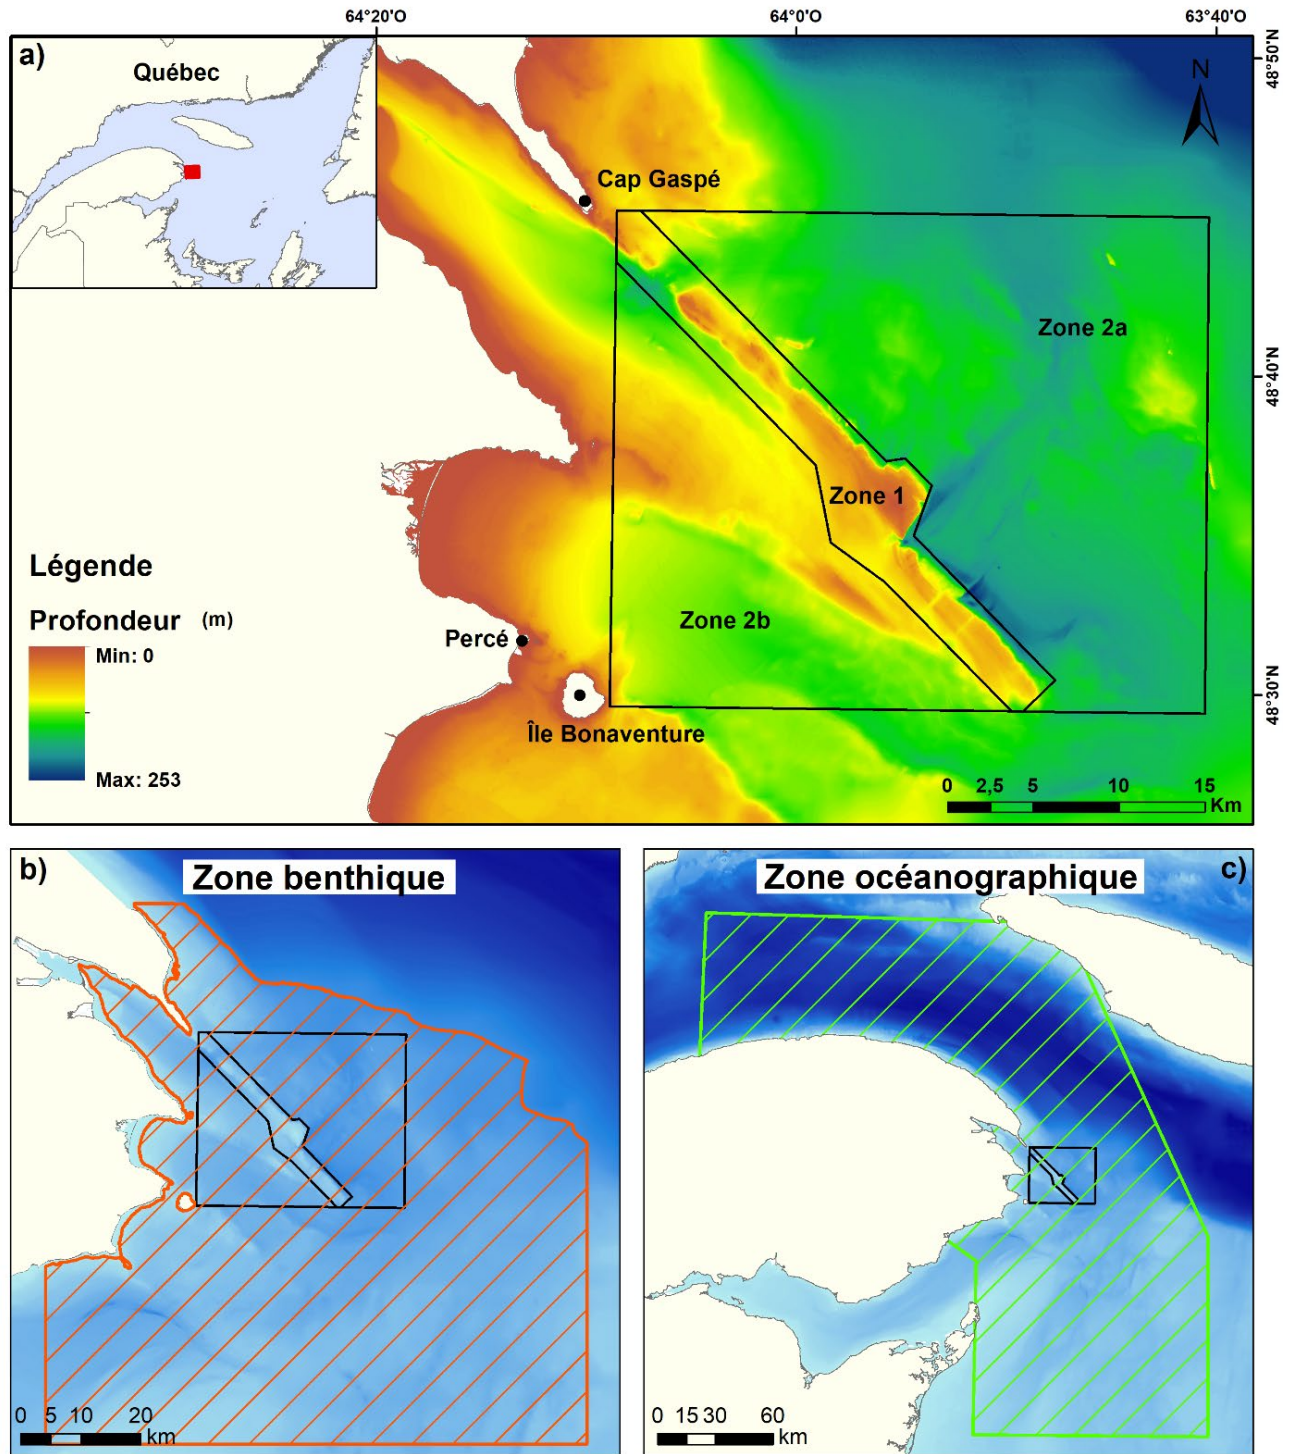 64°20'O
64°0'O
63°40'O
a)
Québec
48°50'N
N
Cap Gaspé
Zone 2a
48°40'N
Zone 1
Légende
Profondeur (m)
Min: 0
Max: 253
Zone 2b
Percé
Île Bonaventure
48°30'N
0 2,5 5 10 15
Km
b)
Zone benthique
0 5 10 20
km
Zone océanographique
c)
0 15 30 60
km